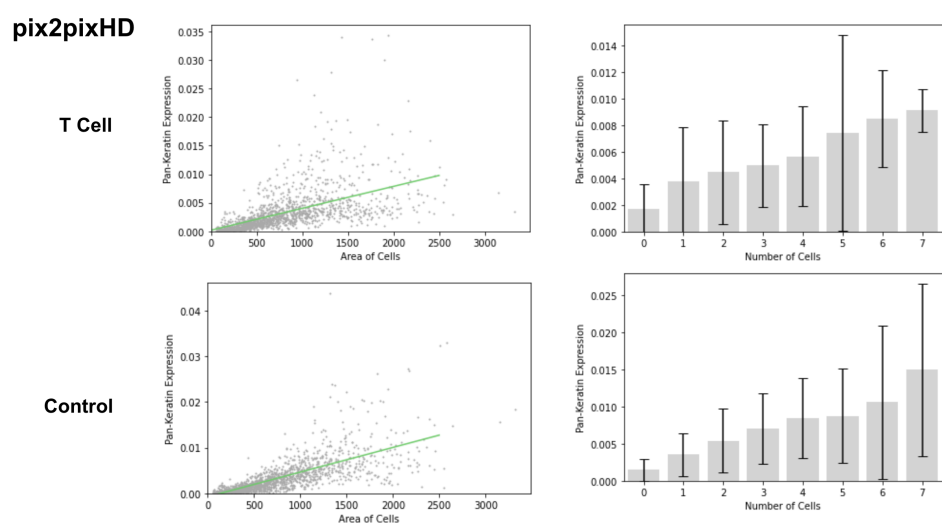 pix2pixHD
T Cell
Pan-Keratin Expression
0.035
0.030
0.025
0.020
0.015
0.010
0.005
0.000
0 500 1000 1500 2000 2500 3000
Area of Cells
Pan-Keratin Expression
0.014
0.012
0.010
0.008
0.006
0.004
0.002
0.000
0 1 2 3 4 5 6 7
Number of Cells
Control
Pan-Keratin Expression
0.04
0.03
0.02
0.01
0.00
0 500 1000 1500 2000 2500 3000
Area of Cells
Pan-Keratin Expression
0.025
0.020
0.015
0.010
0.005
0.000
0 1 2 3 4 5 6 7
Number of Cells